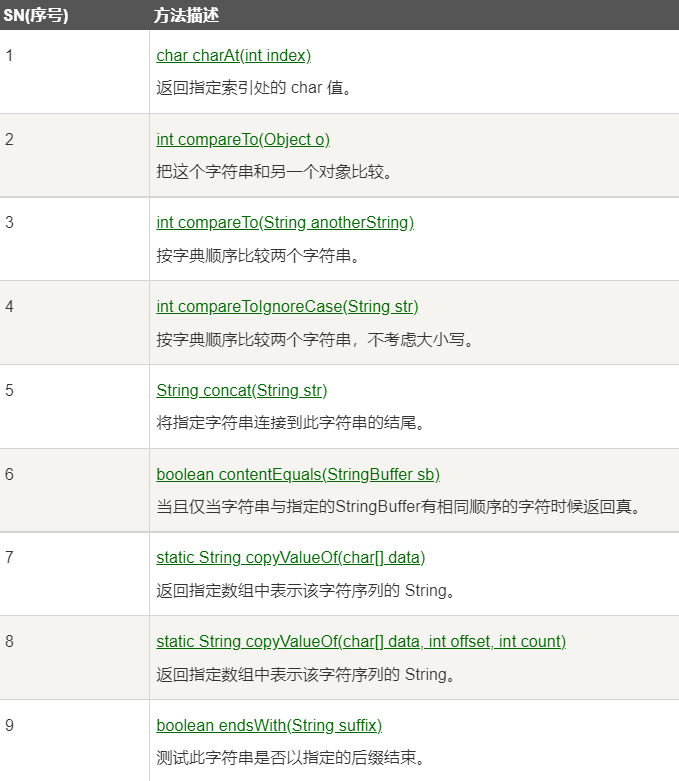 SN(序号) 方法描述
1 char charAt(int index)
返回指定索引处的 char 值。
2 int compareTo(Object o)
把这个字符串和另一个对象比较。
3 int compareTo(String anotherString)
按字典顺序比较两个字符串。
4 int compareToIgnoreCase(String str)
按字典顺序比较两个字符串，不考虑大小写。
5 String concat(String str)
将指定字符串连接到此字符串的结尾。
6 boolean contentEquals(StringBuffer sb)
当且仅当字符串与指定的StringBuffer有相同顺序的字符时候返回真。
7 static String copyValueOf(char[] data)
返回指定数组中表示该字符序列的 String。
8 static String copyValueOf(char[] data, int offset, int count)
返回指定数组中表示该字符序列的 String。
9 boolean endsWith(String suffix)
测试此字符串是否以指定的后缀结束。